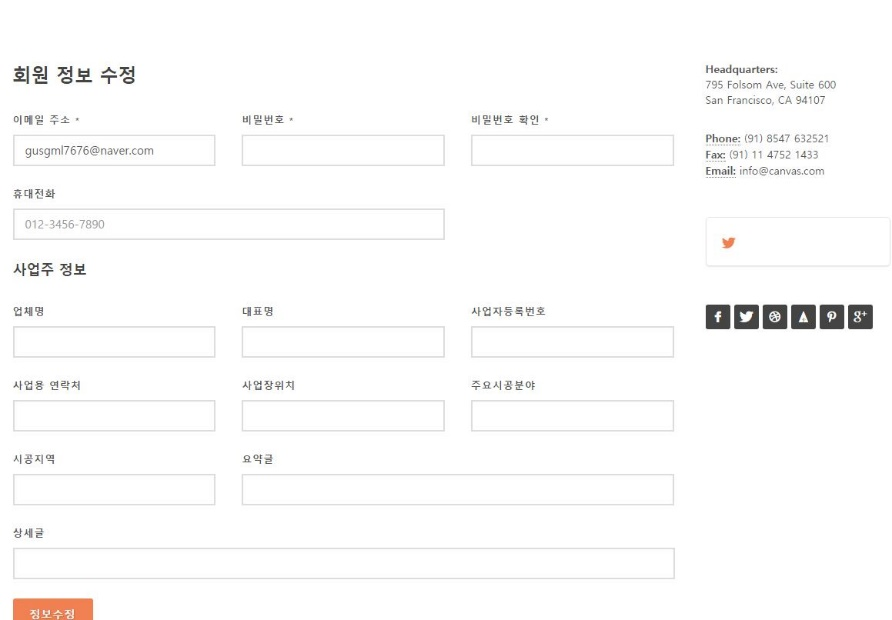 회원 정보 수정
이메일 주소 *
비밀번호 *
비밀번호 확인 *
gusgml7676@naver.com
휴대전화
012-3456-7890
사업주 정보
업체명
대표명
사업자등록번호
사업용 연락처
사업장위치
주요시공분야
시공지역
요약글
상세글
정보수정
Headquarters:
795 Folsom Ave, Suite 600
San Francisco, CA 94107
Phone: (91) 8547 632521
Fax: (91) 11 4752 1433
Email: info@canvas.com